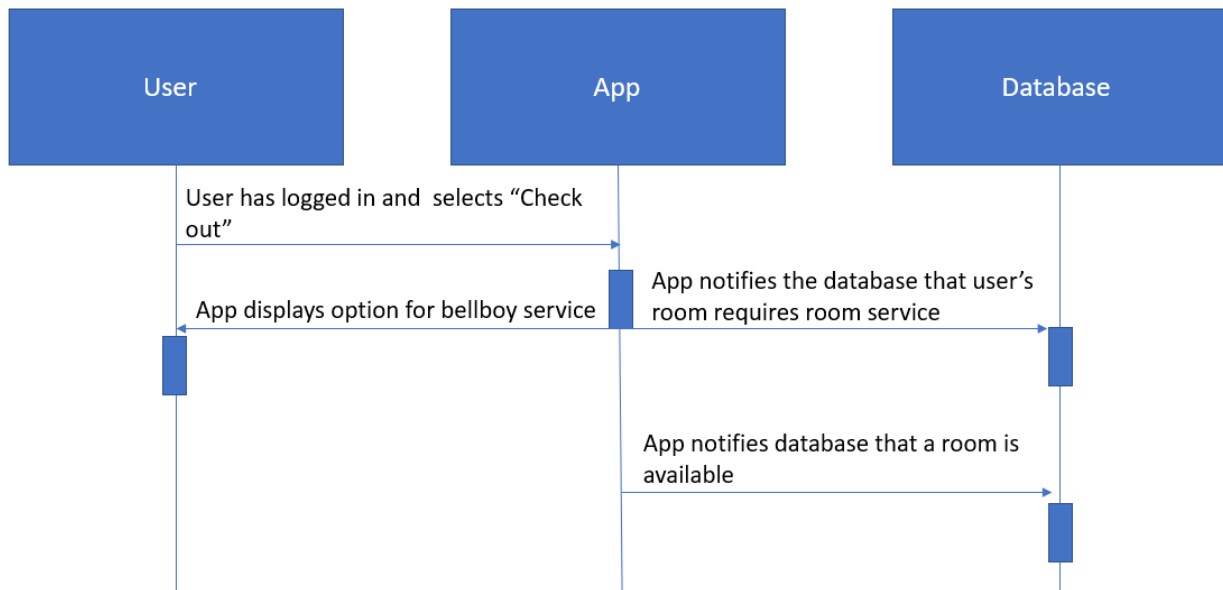 User
App
Database
User has logged in and  selects “Check
out”
App notifies the database that user’s
room requires room service
App displays option for bellboy service
App notifies database that a room is
available